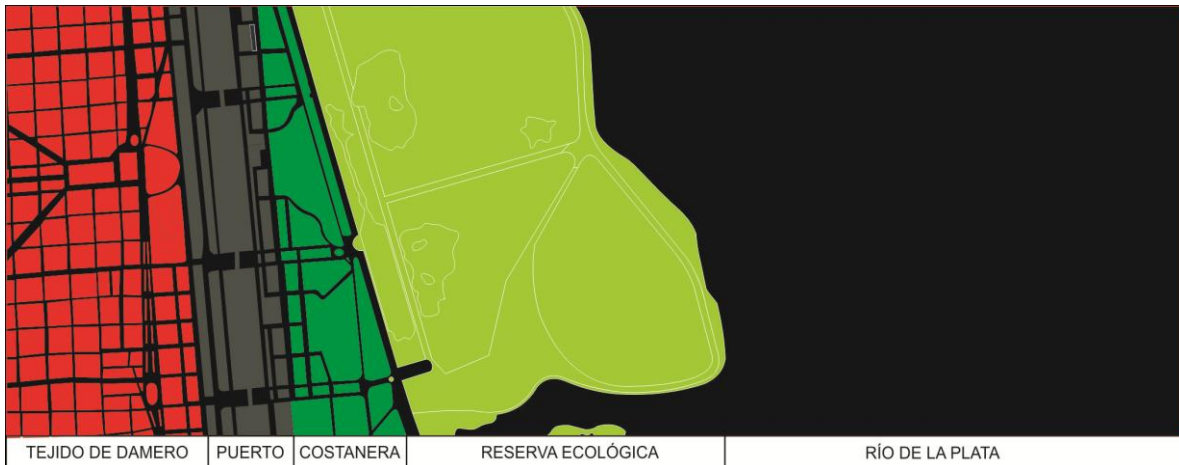 TEJIDO DE DAMERO PUERTO COSTANERA RESERVA ECOLÓGICA RÍO DE LA PLATA